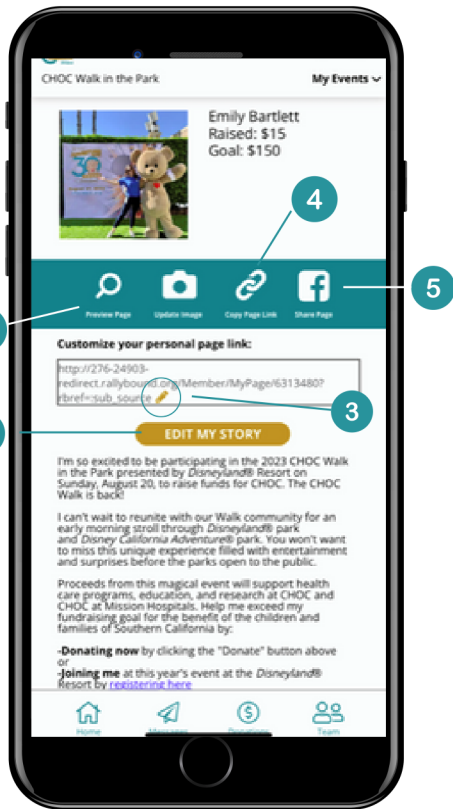 CHOC Walk in the Park
My Events
Emily Bartlett
Raised: $15
Goal: $150
30
4
5
Preview Page
Update Image
Copy Page Link
Share Page
Customize your personal page link:
http://276-24903-
redirect.rallybound.org/Member/MyPage/6313480?
rbref=:sub_source
3
EDIT MY STORY
I'm so excited to be participating in the 2023 CHOC Walk
in the Park presented by Disneyland® Resort on
Sunday, August 20, to raise funds for CHOC. The CHOC
Walk is back!
I can't wait to reunite with our Walk community for an
early morning stroll through Disneyland® park
and Disney California Adventure® park. You won't want
to miss this unique experience filled with entertainment
and surprises before the parks open to the public.
Proceeds from this magical event will support health
care programs, education, and research at CHOC and
CHOC at Mission Hospitals. Help me exceed my
fundraising goal for the benefit of the children and
families of Southern California by:
-Donating now by clicking the "Donate" button above
or
-Joining me at this year's event at the Disneyland®
Resort by registering here
Home
Messages
Donations
Team